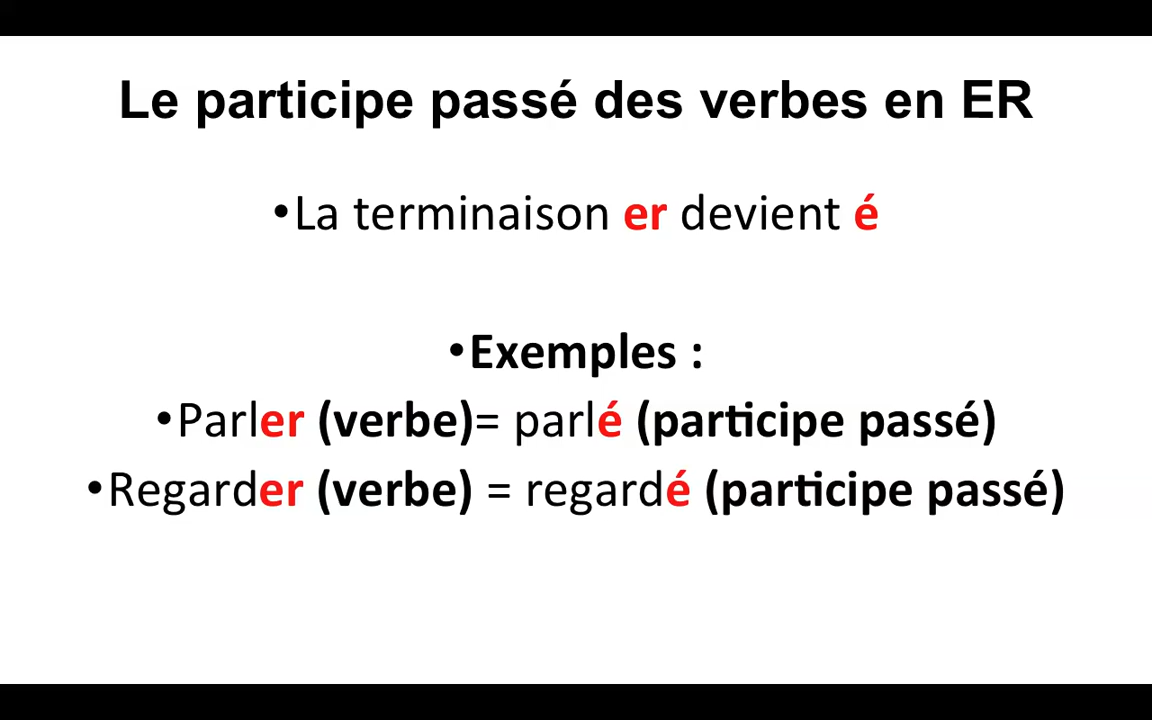 Le participe passé des verbes en ER
•La terminaison er devient é
•Exemples :
•Parler (verbe)= parlé (participe passé)
•Regarder (verbe) = regardé (participe passé)